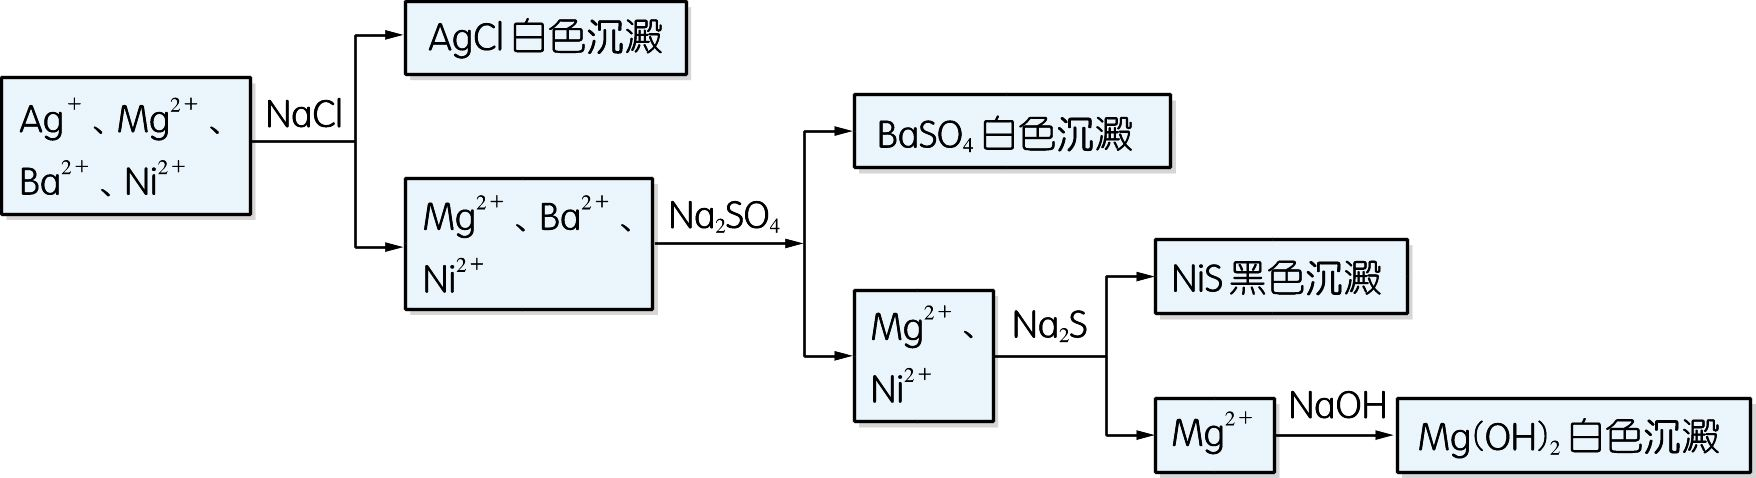 AgCl 白色沉澱
Ag⁺、Mg²⁺、
Ba²⁺、Ni²⁺
NaCl
Mg²⁺、Ba²⁺、
Ni²⁺
Na₂SO₄
BaSO₄ 白色沉澱
Mg²⁺、
Ni²⁺
Na₂S
NiS 黑色沉澱
Mg²⁺
NaOH
Mg(OH)₂ 白色沉澱